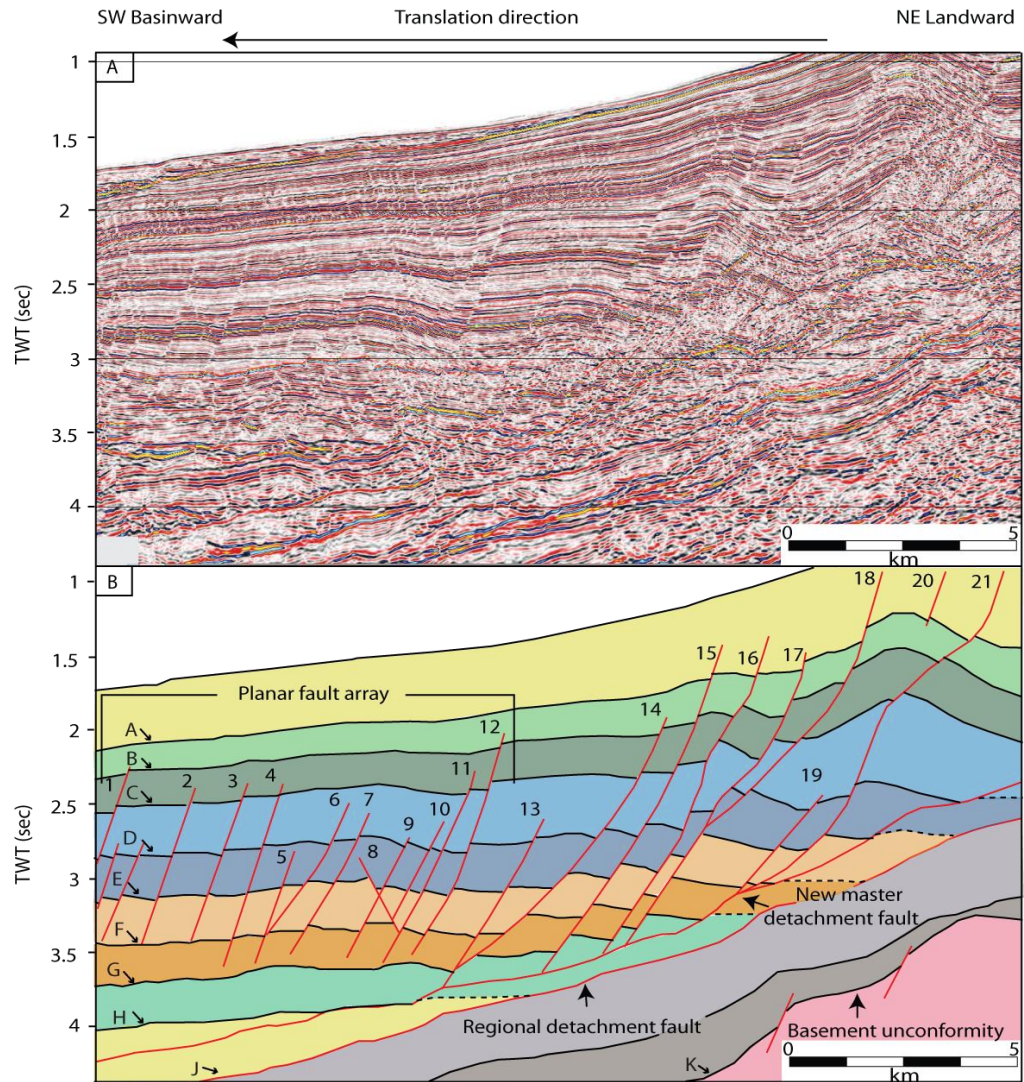 SW Basinward Translation direction NE Landward
A
1
1.5
2
2.5
3
3.5
4
TWT (sec)
0 5
km
B
1
1.5
2
2.5
3
3.5
4
TWT (sec)
18 20 21
15 16 17
Planar fault array
14
12
11
A
B
1 2 3 4
C
6 7
9 10
13
19
D
5 8
E
F
G
H
J
K
New master
detachment fault
Regional detachment fault
Basement unconformity
0 5
km